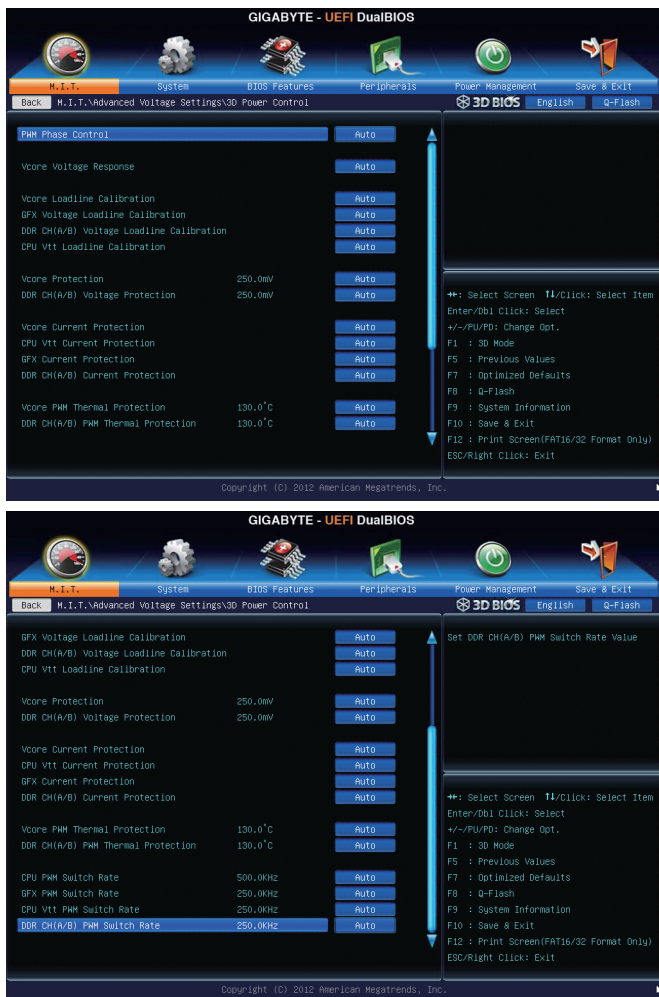 GIGABYTE - UEFI DualBIOS
M.I.T. System BIOS Features Peripherals Power Management Save & Exit
Back M.I.T.\Advanced Voltage Settings\3D Power Control 3D BIOS English Q-Flash
PWM Phase Control Auto
Vcore Voltage Response Auto
Vcore Loadline Calibration Auto
GFX Voltage Loadline Calibration Auto
DDR CH(A/B) Voltage Loadline Calibration Auto
CPU Vtt Loadline Calibration Auto
Vcore Protection 250.0mV Auto
DDR CH(A/B) Voltage Protection 250.0mV Auto
Vcore Current Protection Auto
CPU Vtt Current Protection Auto
GFX Current Protection Auto
DDR CH(A/B) Current Protection Auto
Vcore PWM Thermal Protection 130.0°C Auto
DDR CH(A/B) PWM Thermal Protection 130.0°C Auto
→←: Select Screen ↑↓/Click: Select Item
Enter/Dbl Click: Select
+/-/PU/PD: Change Opt.
F1 : 3D Mode
F5 : Previous Values
F7 : Optimized Defaults
F8 : Q-Flash
F9 : System Information
F10 : Save & Exit
F12 : Print Screen(FAT16/32 Format Only)
ESC/Right Click: Exit
Copyright (C) 2012 American Megatrends, Inc.
GIGABYTE - UEFI DualBIOS
M.I.T. System BIOS Features Peripherals Power Management Save & Exit
Back M.I.T.\Advanced Voltage Settings\3D Power Control 3D BIOS English Q-Flash
GFX Voltage Loadline Calibration Auto
DDR CH(A/B) Voltage Loadline Calibration Auto
CPU Vtt Loadline Calibration Auto
Vcore Protection 250.0mV Auto
DDR CH(A/B) Voltage Protection 250.0mV Auto
Vcore Current Protection Auto
CPU Vtt Current Protection Auto
GFX Current Protection Auto
DDR CH(A/B) Current Protection Auto
Vcore PWM Thermal Protection 130.0°C Auto
DDR CH(A/B) PWM Thermal Protection 130.0°C Auto
CPU PWM Switch Rate 500.0KHz Auto
GFX PWM Switch Rate 250.0KHz Auto
CPU Vtt PWM Switch Rate 250.0KHz Auto
DDR CH(A/B) PWM Switch Rate 250.0KHz Auto
Set DDR CH(A/B) PWM Switch Rate Value
→←: Select Screen ↑↓/Click: Select Item
Enter/Dbl Click: Select
+/-/PU/PD: Change Opt.
F1 : 3D Mode
F5 : Previous Values
F7 : Optimized Defaults
F8 : Q-Flash
F9 : System Information
F10 : Save & Exit
F12 : Print Screen(FAT16/32 Format Only)
ESC/Right Click: Exit
Copyright (C) 2012 American Megatrends, Inc.